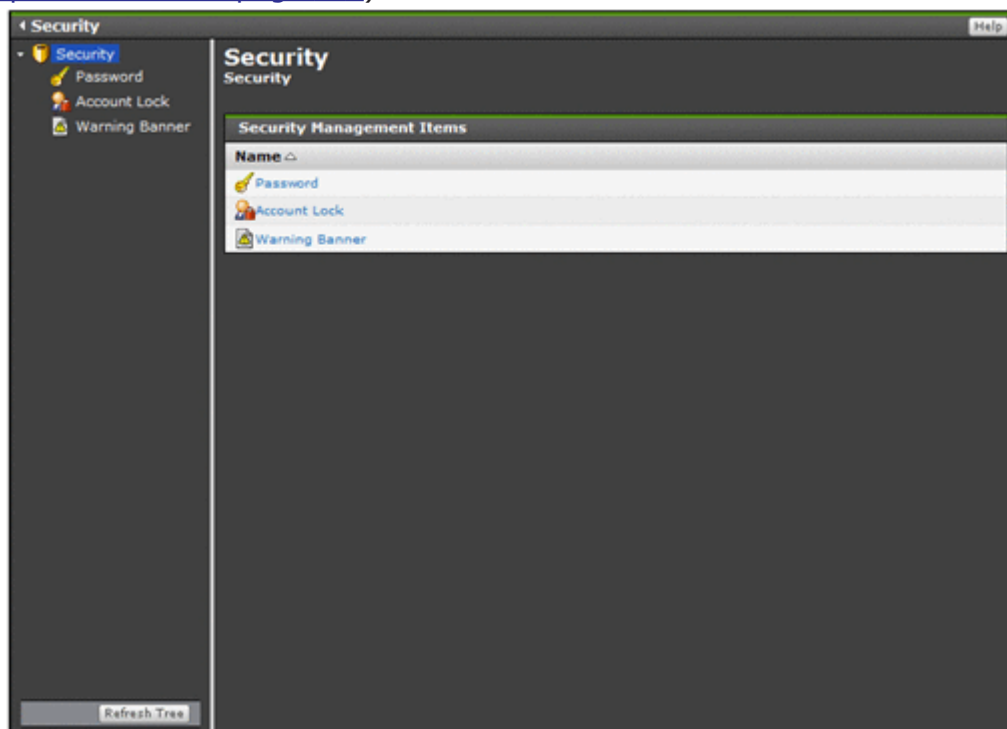 Security
Help
Security
Password
Account Lock
Warning Banner
Security
Security
Security Management Items
Name
Password
Account Lock
Warning Banner
Refresh Tree